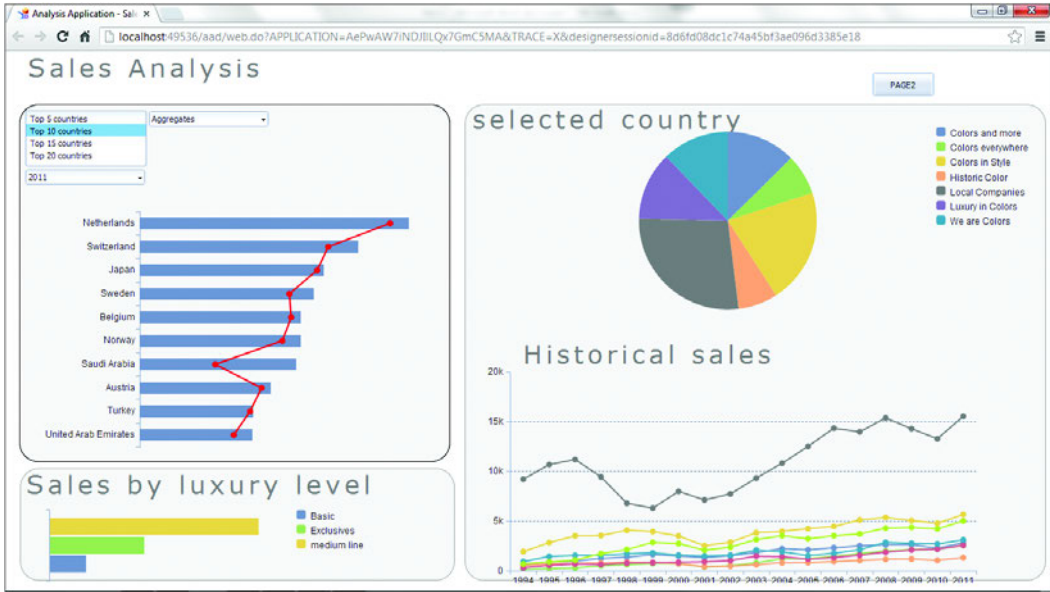 Analysis Application - Sale
localhost:49536/aad/web.do?APPLICATION=AePwAW7iNDJIlLQx7GmC5MA&TRACE=X&designersessionid=8d6fd08dc1c74a45bf3ae096d3385e18
Sales Analysis
PAGE2
Top 5 countries
Top 10 countries
Top 15 countries
Top 20 countries
Aggregates
2011
Netherlands
Switzerland
Japan
Sweden
Belgium
Norway
Saudi Arabia
Austria
Turkey
United Arab Emirates
Sales by luxury level
Basic
Exclusives
medium line
selected country
Colors and more
Colors everywhere
Colors in Style
Historic Color
Local Companies
Luxury in Colors
We are Colors
Historical sales
20k
15k
10k
5k
0
1994 1995 1996 1997 1998 1999 2000 2001 2002 2003 2004 2005 2006 2007 2008 2009 2010 2011